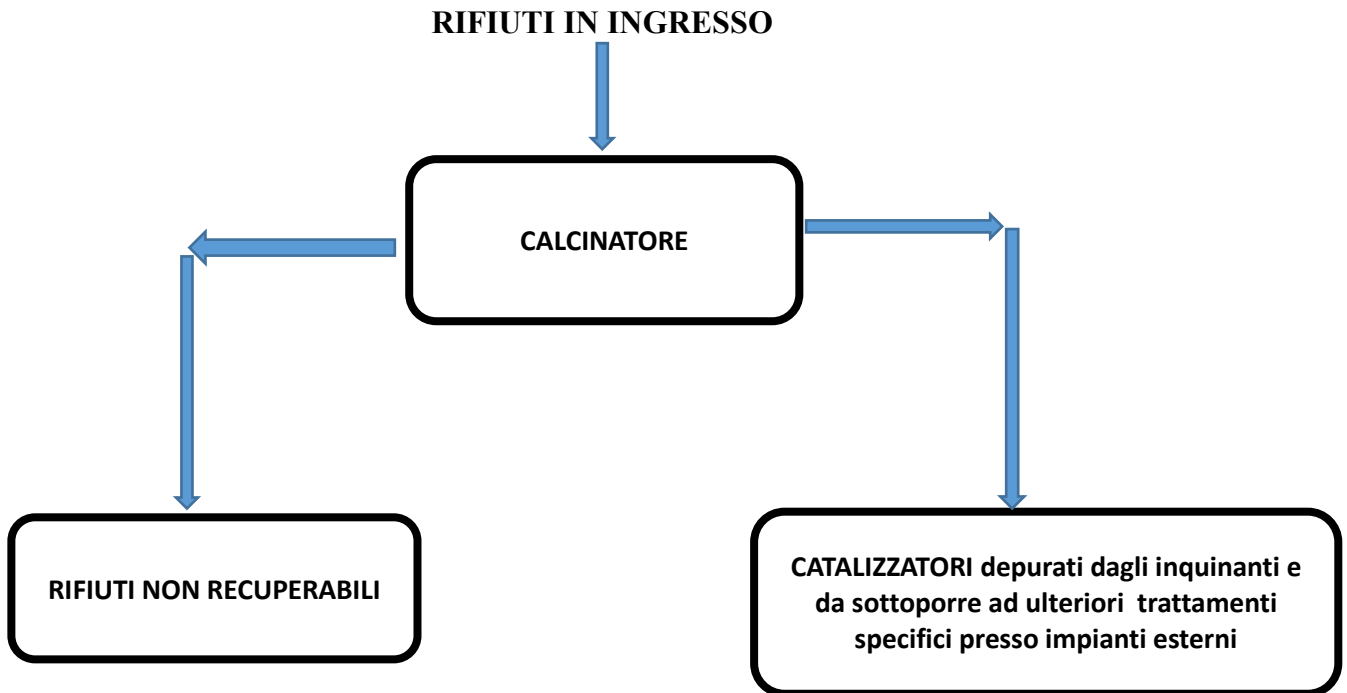 RIFIUTI IN INGRESSO
CALCINATORE
RIFIUTI NON RECUPERABILI
CATALIZZATORI depurati dagli inquinanti e
da sottoporre ad ulteriori trattamenti
specifici presso impianti esterni